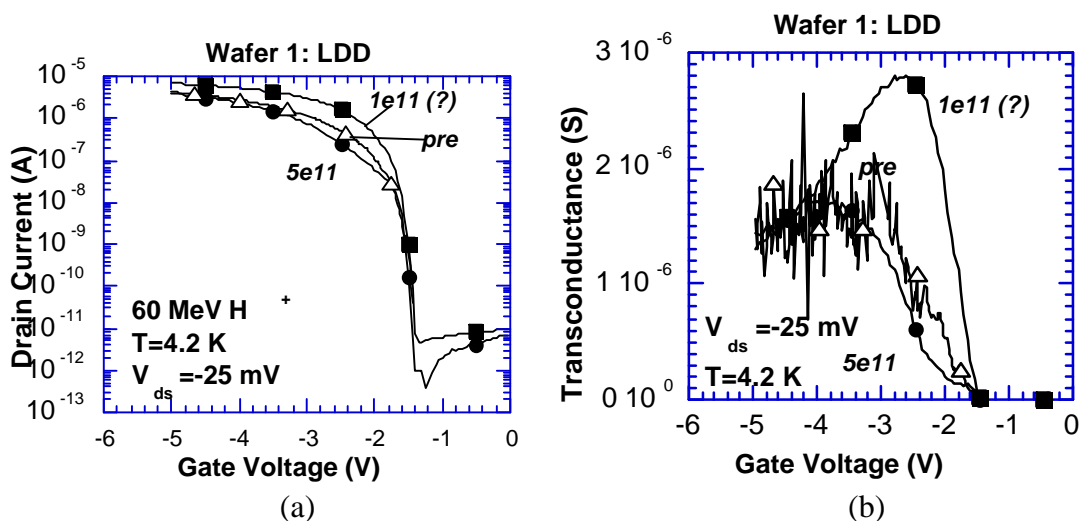 Wafer 1: LDD
10 -5
10 -6
10 -7
10 -8
10 -9
10 -10
10 -11
10 -12
10 -13
Drain Current (A)
1e11 (?)
pre
5e11
60 MeV H +
T=4.2 K
V ds =-25 mV
-6 -5 -4 -3 -2 -1 0
Gate Voltage (V)
(a)
Wafer 1: LDD
3 10 -6
2 10 -6
1 10 -6
0 10 0
Transconductance (S)
1e11 (?)
pre
V ds =-25 mV
5e11
T=4.2 K
-6 -5 -4 -3 -2 -1 0
Gate Voltage (V)
(b)